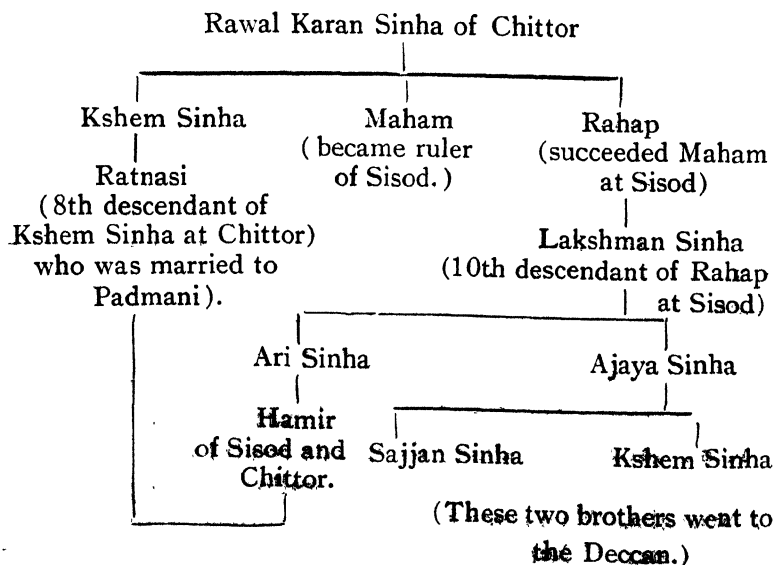 Rawal Karan Sinha of Chittor
Kshem Sinha
Maham
(became ruler
of Sisod.)
Rahap
(succeeded Maham
at Sisod)
Ratnasi
(8th descendant of
Kshem Sinha at Chittor)
who was married to
Padmani).
Lakshman Sinha
(10th descendant of Rahap
at Sisod)
Ari Sinha
Ajaya Sinha
Hamir
of Sisod and
Chittor.
Sajjan Sinha
Kshem Sinha
(These two brothers went to
the Deccan.)